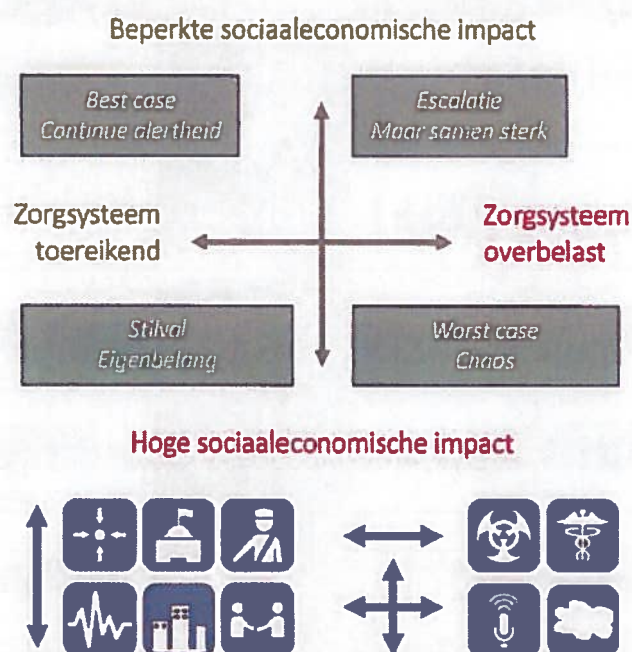 Beperkte sociaaleconomische impact
Best case
Continue alertheid
Escalatie
Maar samen sterk
Zorgsysteem
toereikend
Zorgsysteem
overbelast
Stilval
Eigenbelang
Worst case
Chaos
Hoge sociaaleconomische impact